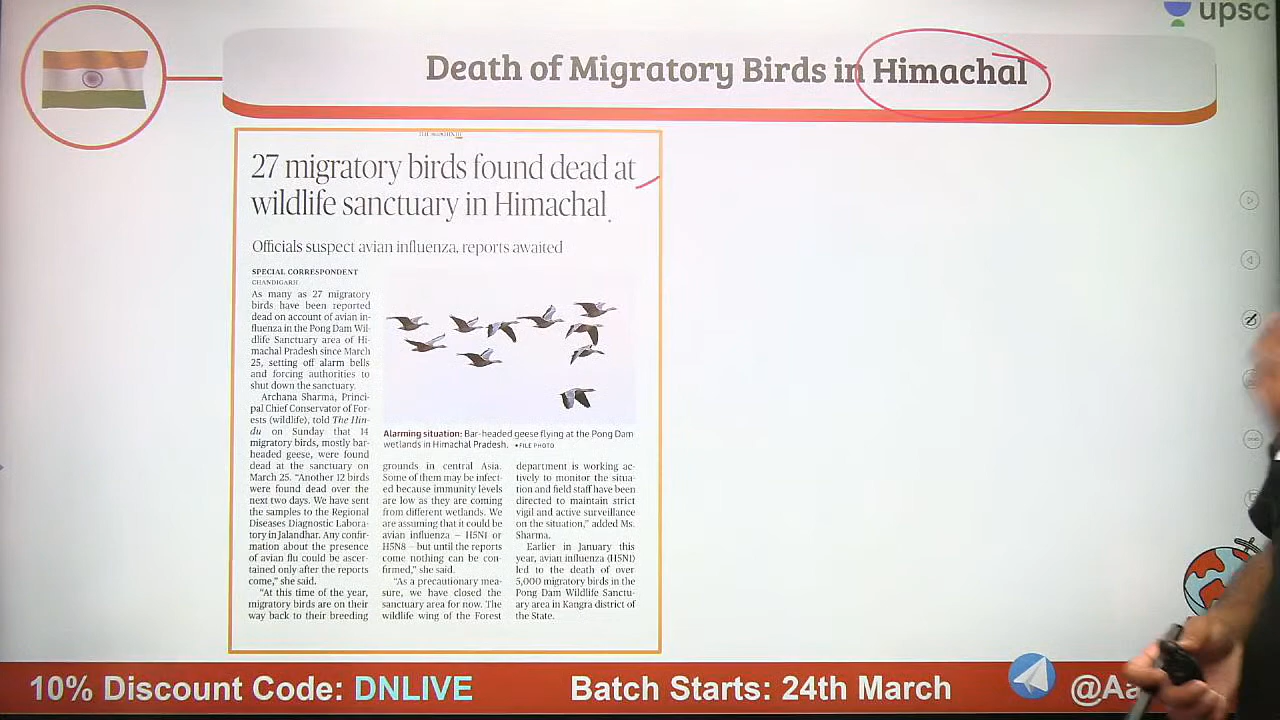 upsc
Death of Migratory Birds in Himachal
THE HINDU
27 migratory birds found dead at
wildlife sanctuary in Himachal
Officials suspect avian influenza, reports awaited
SPECIAL CORRESPONDENT
CHANDIGARH
As many as 27 migratory
birds have been reported
dead on account of avian in-
fluenza in the Pong Dam Wil-
dlife Sanctuary area of Hi-
machal Pradesh since March
25, setting off alarm bells
and forcing authorities to
shut down the sanctuary.
Archana Sharma, Princi-
pal Chief Conservator of For-
ests (wildlife), told The Hin-
du on Sunday that 14
migratory birds, mostly bar-
headed geese, were found
dead at the sanctuary on
March 25. "Another 12 birds
were found dead over the
next two days. We have sent
the samples to the Regional
Diseases Diagnostic Labora-
tory in Jalandhar. Any confir-
mation about the presence
of avian flu could be ascer-
tained only after the reports
come," she said.
"At this time of the year,
migratory birds are on their
way back to their breeding
Alarming situation: Bar-headed geese flying at the Pong Dam
wetlands in Himachal Pradesh. •FILE PHOTO
grounds in central Asia.
Some of them may be infect-
ed because immunity levels
are low as they are coming
from different wetlands. We
are assuming that it could be
avian influenza – H5N1 or
H5N8 – but until the reports
come nothing can be con-
firmed," she said.
"As a precautionary mea-
sure, we have closed the
sanctuary area for now. The
wildlife wing of the Forest
department is working ac-
tively to monitor the situa-
tion and field staff have been
directed to maintain strict
vigil and active surveillance
on the situation," added Ms.
Sharma.
Earlier in January this
year, avian influenza (H5N1)
led to the death of over
5,000 migratory birds in the
Pong Dam Wildlife Sanctu-
ary area in Kangra district of
the State.
10% Discount Code: DNLIVE
Batch Starts: 24th March
@Aa